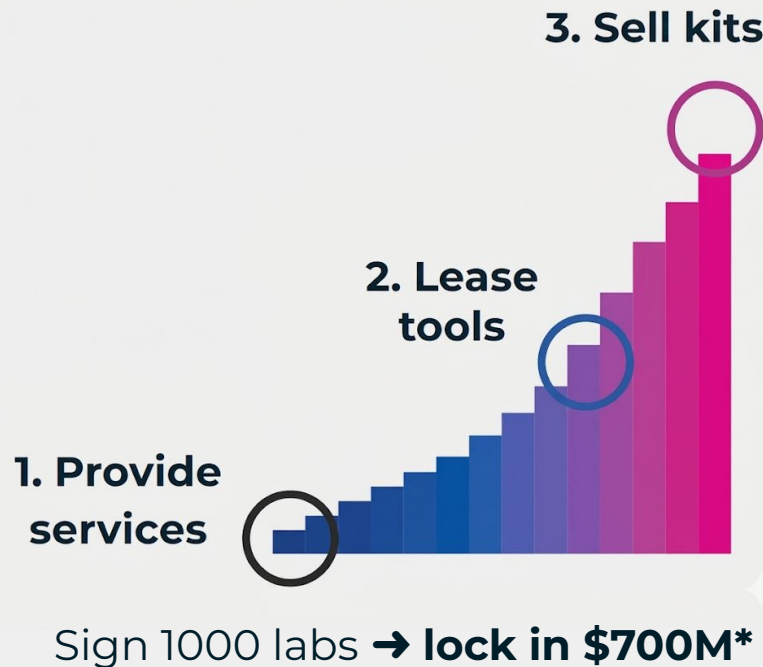 3. Sell kits
2. Lease
tools
1. Provide
services
Sign 1000 labs ➜ lock in $700M*